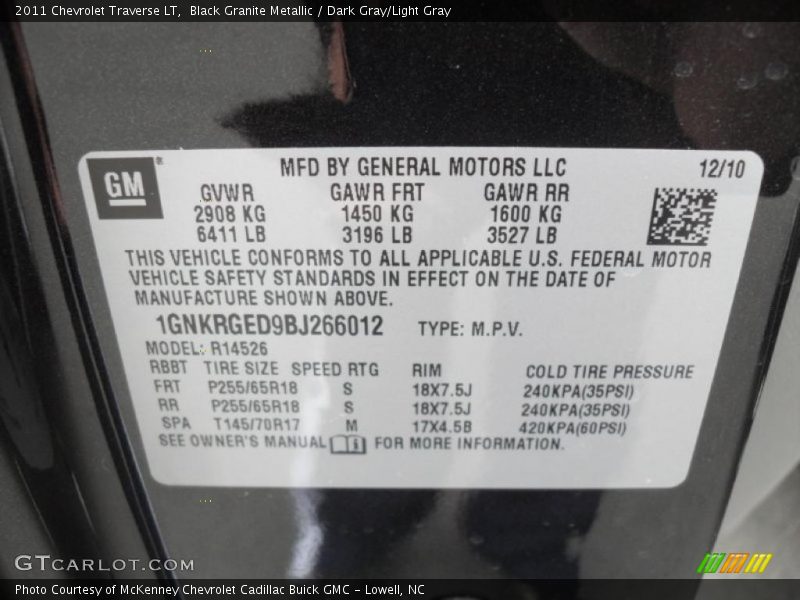 2011 Chevrolet Traverse LT, Black Granite Metallic / Dark Gray/Light Gray
GM ®
MFD BY GENERAL MOTORS LLC 12/10
GVWR GAWR FRT GAWR RR
2908 KG 1450 KG 1600 KG
6411 LB 3196 LB 3527 LB
THIS VEHICLE CONFORMS TO ALL APPLICABLE U.S. FEDERAL MOTOR
VEHICLE SAFETY STANDARDS IN EFFECT ON THE DATE OF
MANUFACTURE SHOWN ABOVE.
1GNKRGED9BJ266012 TYPE: M.P.V.
MODEL: R14526
RBBT TIRE SIZE SPEED RTG RIM COLD TIRE PRESSURE
FRT P255/65R18 S 18X7.5J 240KPA(35PSI)
RR P255/65R18 S 18X7.5J 240KPA(35PSI)
SPA T145/70R17 M 17X4.5B 420KPA(60PSI)
SEE OWNER'S MANUAL i FOR MORE INFORMATION.
GTCARLOT.COM
Photo Courtesy of McKenney Chevrolet Cadillac Buick GMC - Lowell, NC